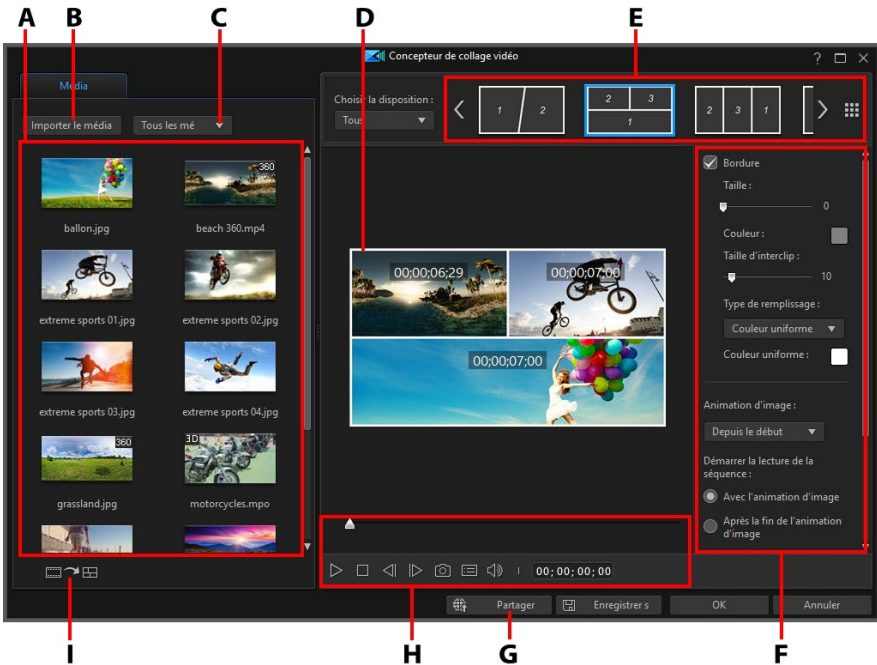 A B C D E
Concepteur de collage vidéo ?
Média
Importer le média Tous les mé
Choisir la disposition :
Tous
1 2
2 3 1
2 3 1
ballon.jpg
360
beach 360.mp4
extreme sports 01.jpg
extreme sports 02.jpg
extreme sports 03.jpg
extreme sports 04.jpg
360
grassland.jpg
3D
motorcycles.mpo
00;00;06;29
00;00;07;00
00;00;07;00
Bordure
Taille :
0
Couleur :
Taille d'interclip :
10
Type de remplissage :
Couleur uniforme
Couleur uniforme :
Animation d'image :
Depuis le début
Démarrer la lecture de la
séquence :
Avec l'animation d'image
Après la fin de l'animation
d'image
00; 00; 00; 00
Partager Enregistrer s OK Annuler
I H G F